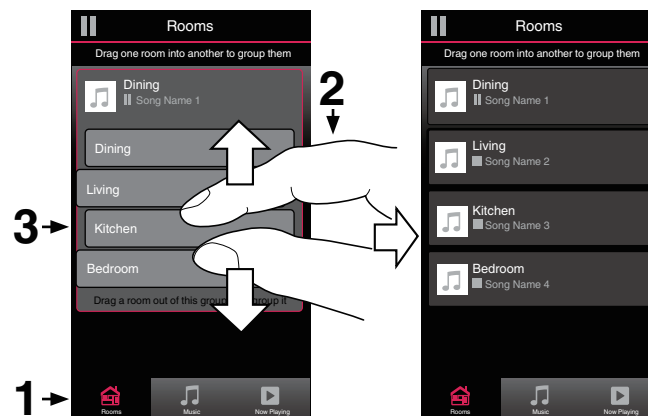 Rooms
Drag one room into another to group them
Dining
Song Name 1
Dining
Living
Kitchen
Bedroom
Drag a room out of this group group it
Rooms
Music
Now Playing
1
2
3
Rooms
Drag one room into another to group them
Dining
Song Name 1
Living
Song Name 2
Kitchen
Song Name 3
Bedroom
Song Name 4
Rooms
Music
Now Playing